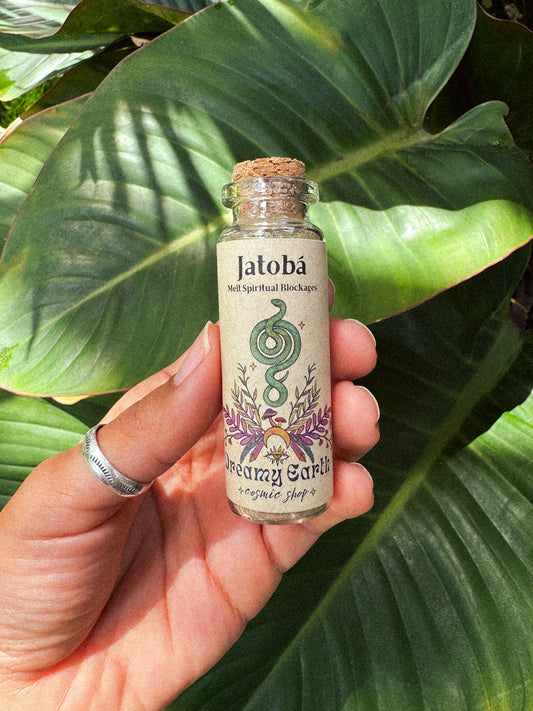 Jatobá
Melt Spiritual Blockages
Dreamy Earth
cosmic shop